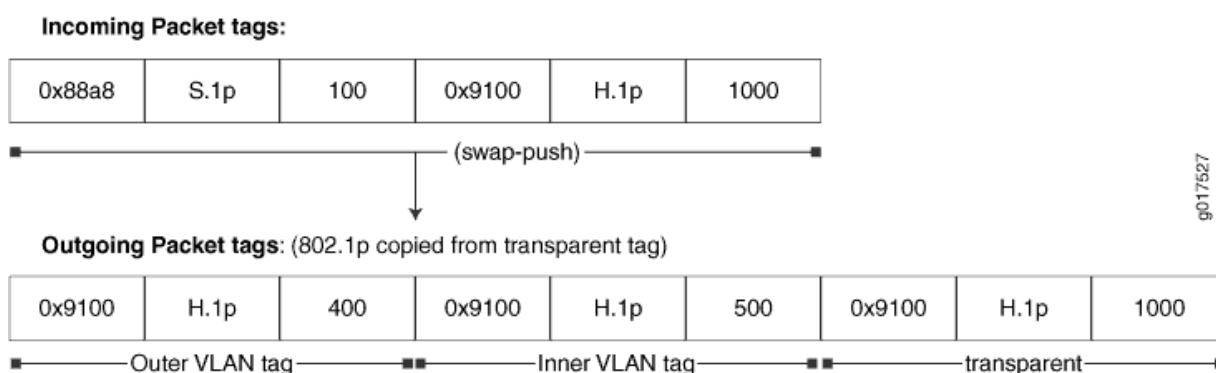 Incoming Packet tags:
0x88a8 S.1p 100 0x9100 H.1p 1000
(swap-push)
g017527
Outgoing Packet tags: (802.1p copied from transparent tag)
0x9100 H.1p 400 0x9100 H.1p 500 0x9100 H.1p 1000
Outer VLAN tag Inner VLAN tag transparent